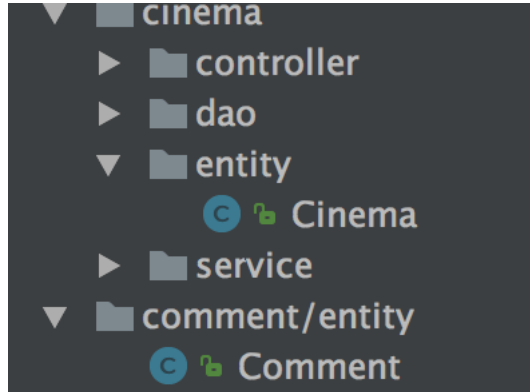 cinema
controller
dao
entity
C Cinema
service
comment/entity
C Comment